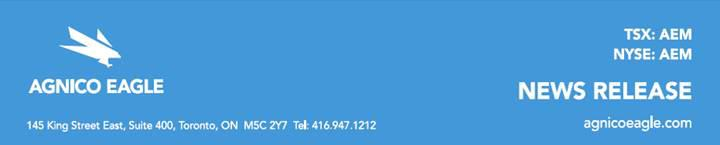 TSX: AEM
NYSE: AEM
AGNICO EAGLE
NEWS RELEASE
145 King Street East, Suite 400, Toronto, ON M5C 2Y7 Tel: 416.947.1212
agnicoeagle.com